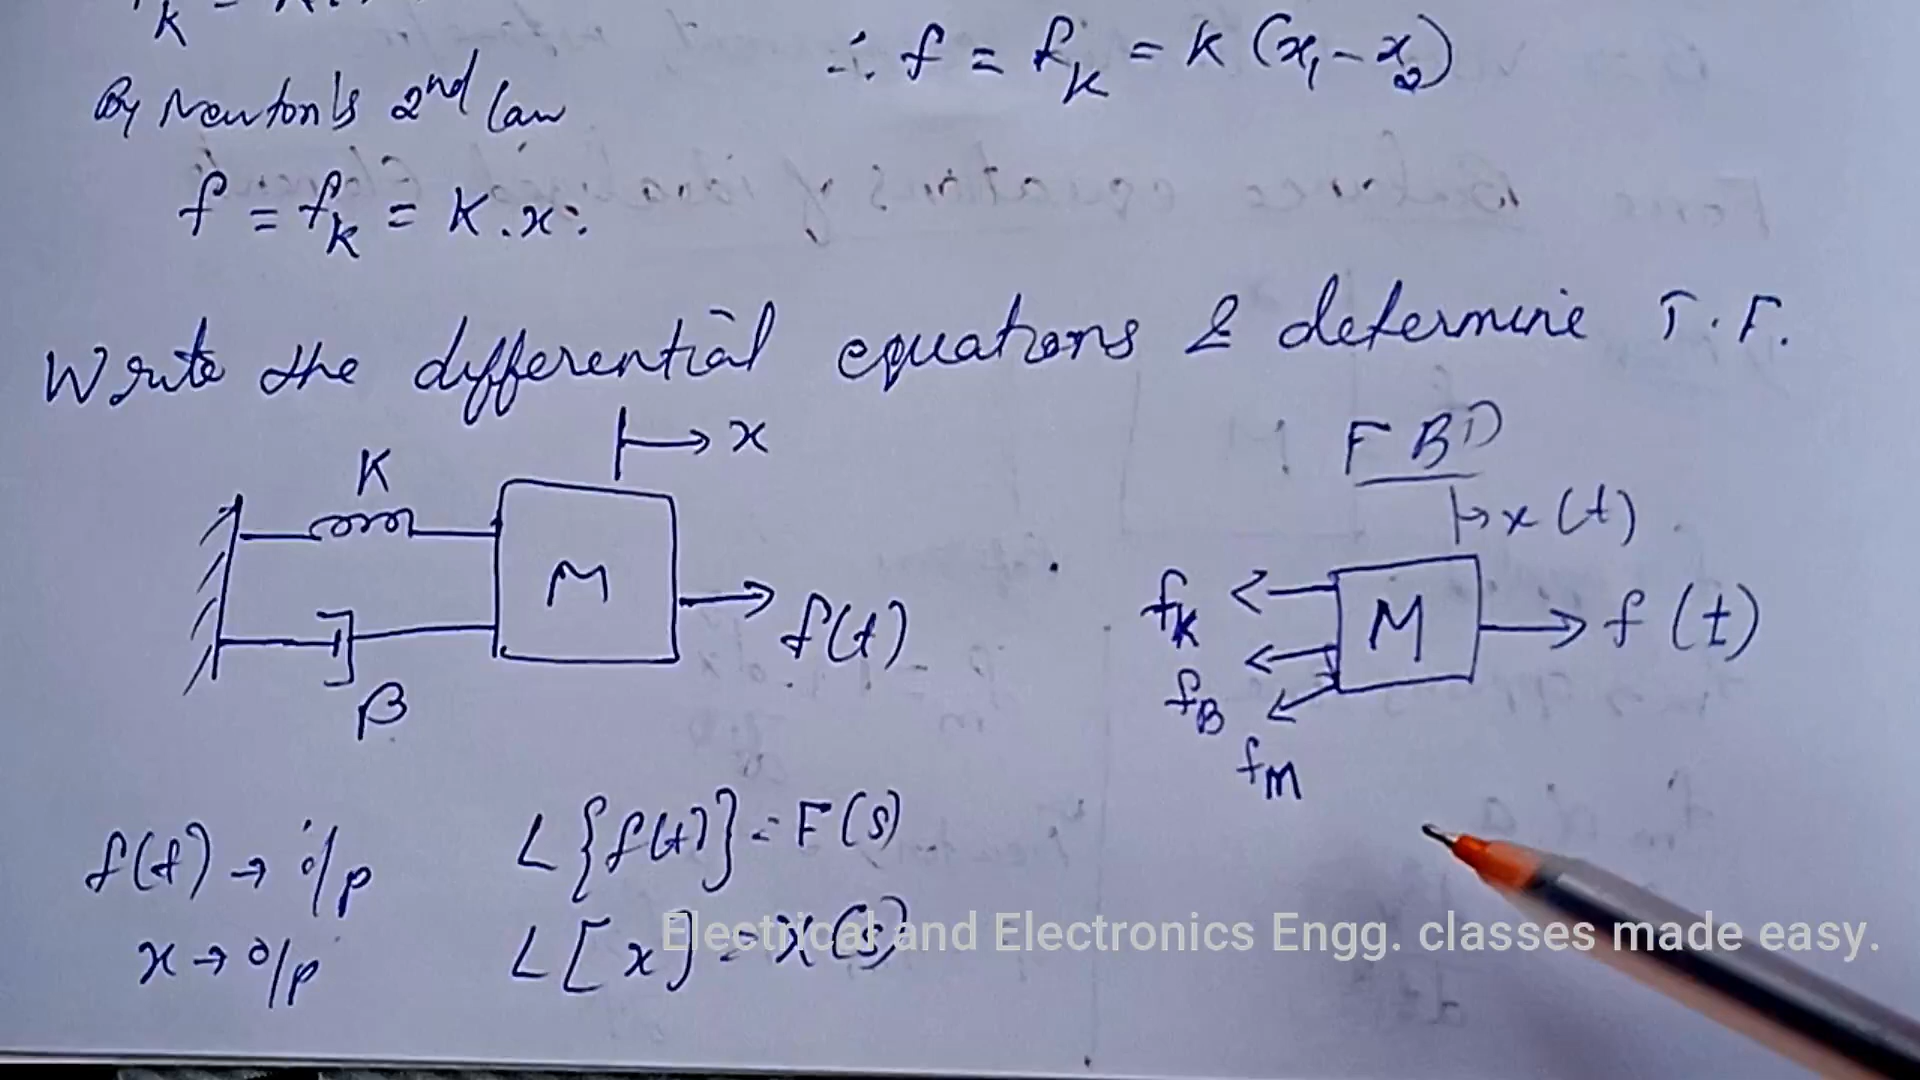 K
∴ f = f_K = K (x₁ - x₂)
By Newton's 2nd law
f = f_K = K.x:
Write the differential equations & determine T.F.
K
x
M
f(t)
B
FBD
x(t)
f_K
M
f(t)
f_B
f_M
f(t) → i/p
L{f(t)} = F(s)
x → o/p
L[x] = X(s)
Electrical and Electronics Engg. classes made easy.